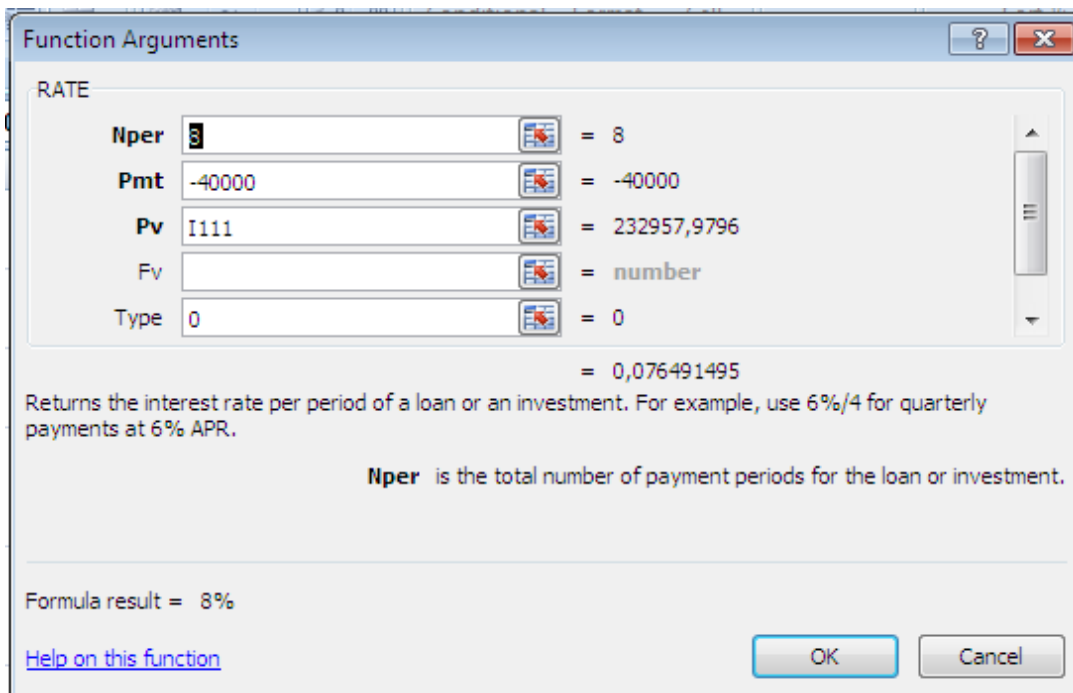 Function Arguments
RATE
Nper 8 = 8
Pmt -40000 = -40000
Pv I111 = 232957,9796
Fv = number
Type 0 = 0
= 0,076491495
Returns the interest rate per period of a loan or an investment. For example, use 6%/4 for quarterly
payments at 6% APR.
Nper is the total number of payment periods for the loan or investment.
Formula result = 8%
Help on this function
OK Cancel